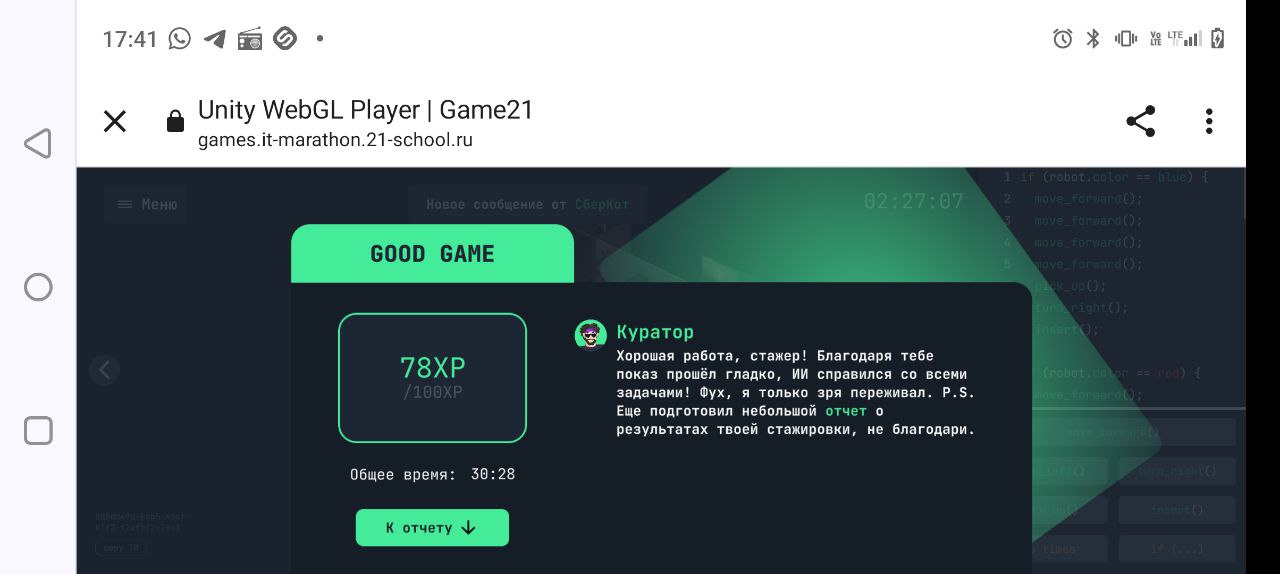 17:41
Vo LTE LTE
Unity WebGL Player | Game21
games.it-marathon.21-school.ru
Меню
Новое сообщение от СберКот
02:27:07
GOOD GAME
78XP
/100XP
Общее время: 30:28
К отчету
Куратор
Хорошая работа, стажер! Благодаря тебе
показ прошёл гладко, ИИ справился со всеми
задачами! Фух, я только зря переживал. P.S.
Еще подготовил небольшой отчет о
результатах твоей стажировки, не благодари.
1 if (robot.color == blue) {
2 move_forward();
3 move_forward();
4 move_forward();
5 move_forward();
pick_up();
turn_right();
insert();
(robot.color == red) {
move_forward();
move_forward()
turn_right()
insert()
times
if (...)
copy ID